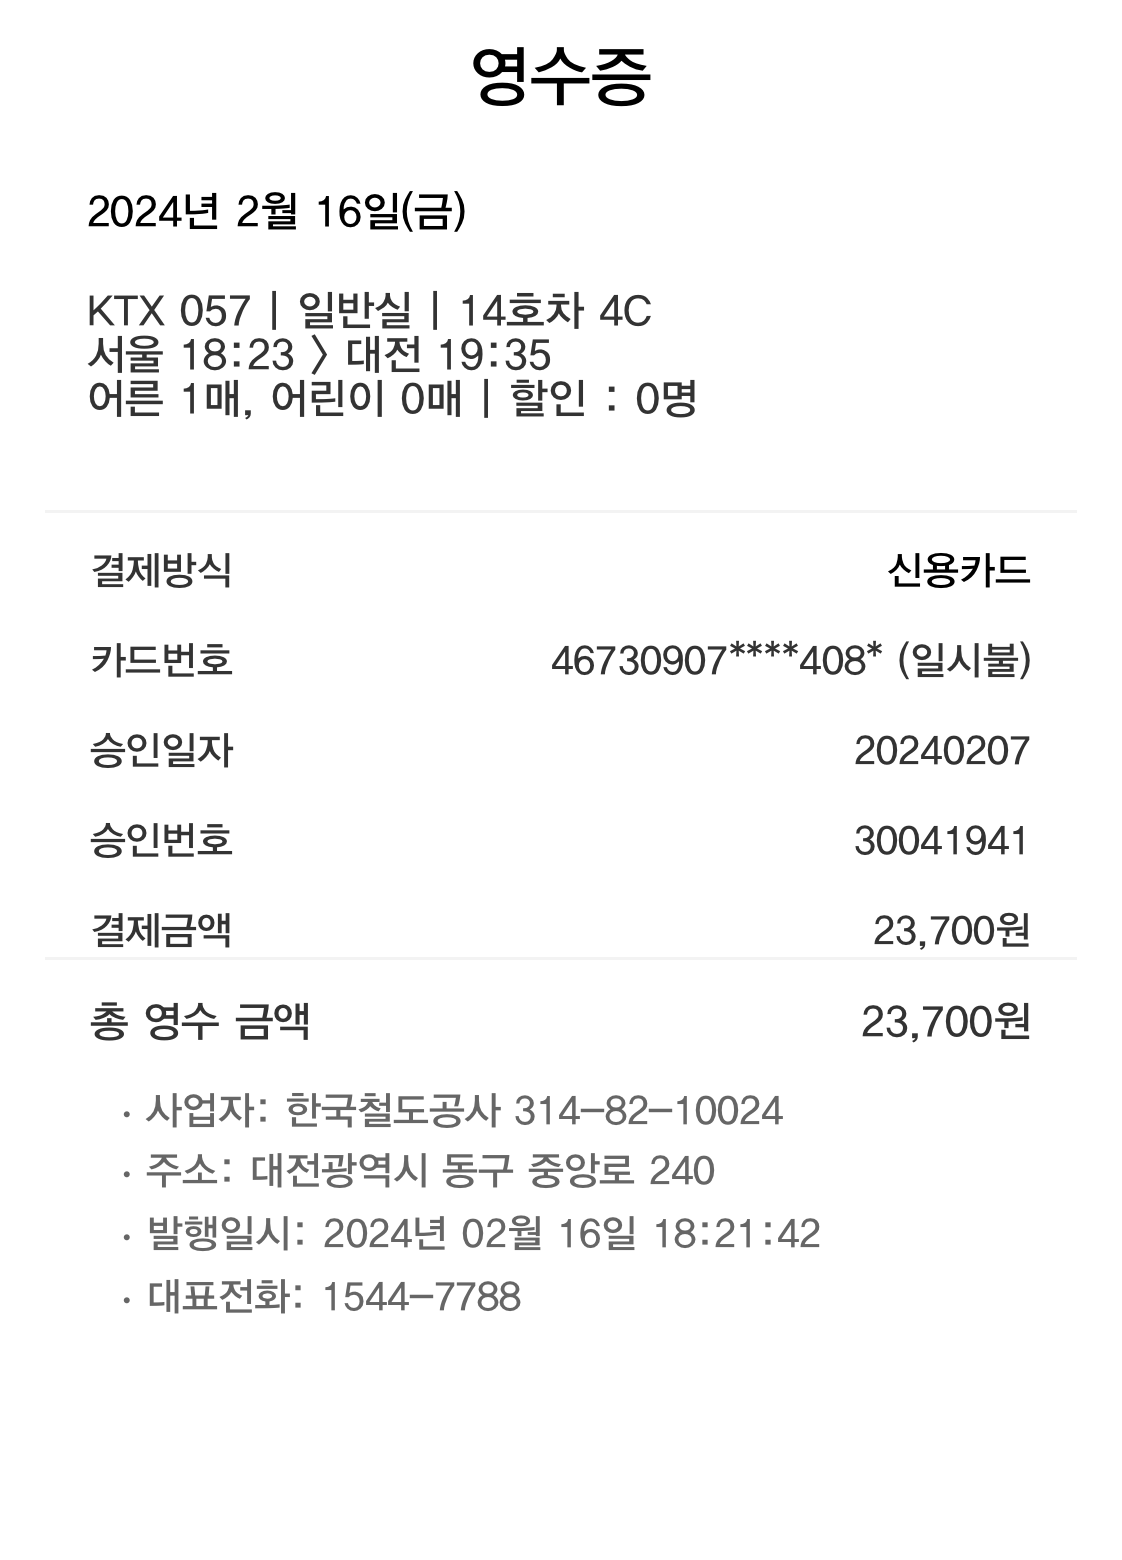 영수증
2024년 2월 16일(금)
KTX 057 | 일반실 | 14호차 4C
서울 18:23 〉 대전 19:35
어른 1매, 어린이 0매 | 할인 : 0명
결제방식 신용카드
카드번호 46730907****408* (일시불)
승인일자 20240207
승인번호 30041941
결제금액 23,700원
총 영수 금액 23,700원
· 사업자: 한국철도공사 314-82-10024
· 주소: 대전광역시 동구 중앙로 240
· 발행일시: 2024년 02월 16일 18:21:42
· 대표전화: 1544-7788